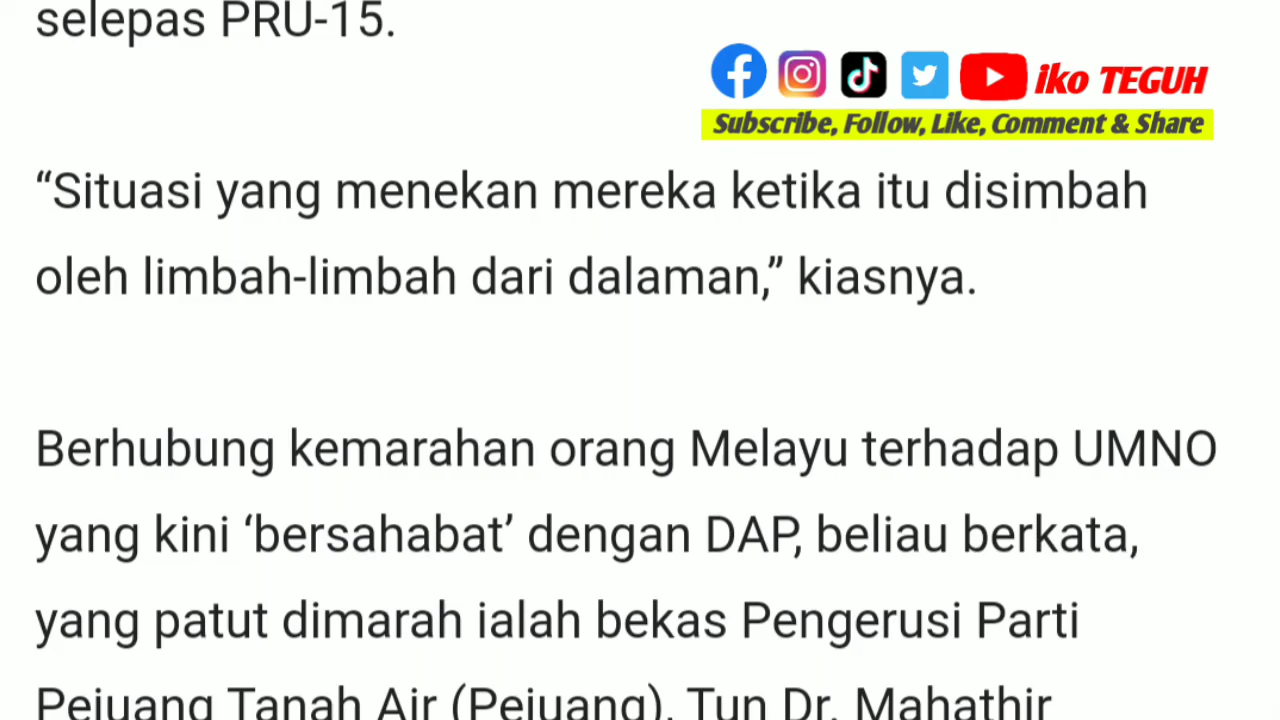 selepas PRU-15.
iko TEGUH
Subscribe, Follow, Like, Comment & Share
“Situasi yang menekan mereka ketika itu disimbah
oleh limbah-limbah dari dalaman,” kiasnya.
Berhubung kemarahan orang Melayu terhadap UMNO
yang kini ‘bersahabat’ dengan DAP, beliau berkata,
yang patut dimarah ialah bekas Pengerusi Parti
Pejuang Tanah Air (Pejuang), Tun Dr. Mahathir